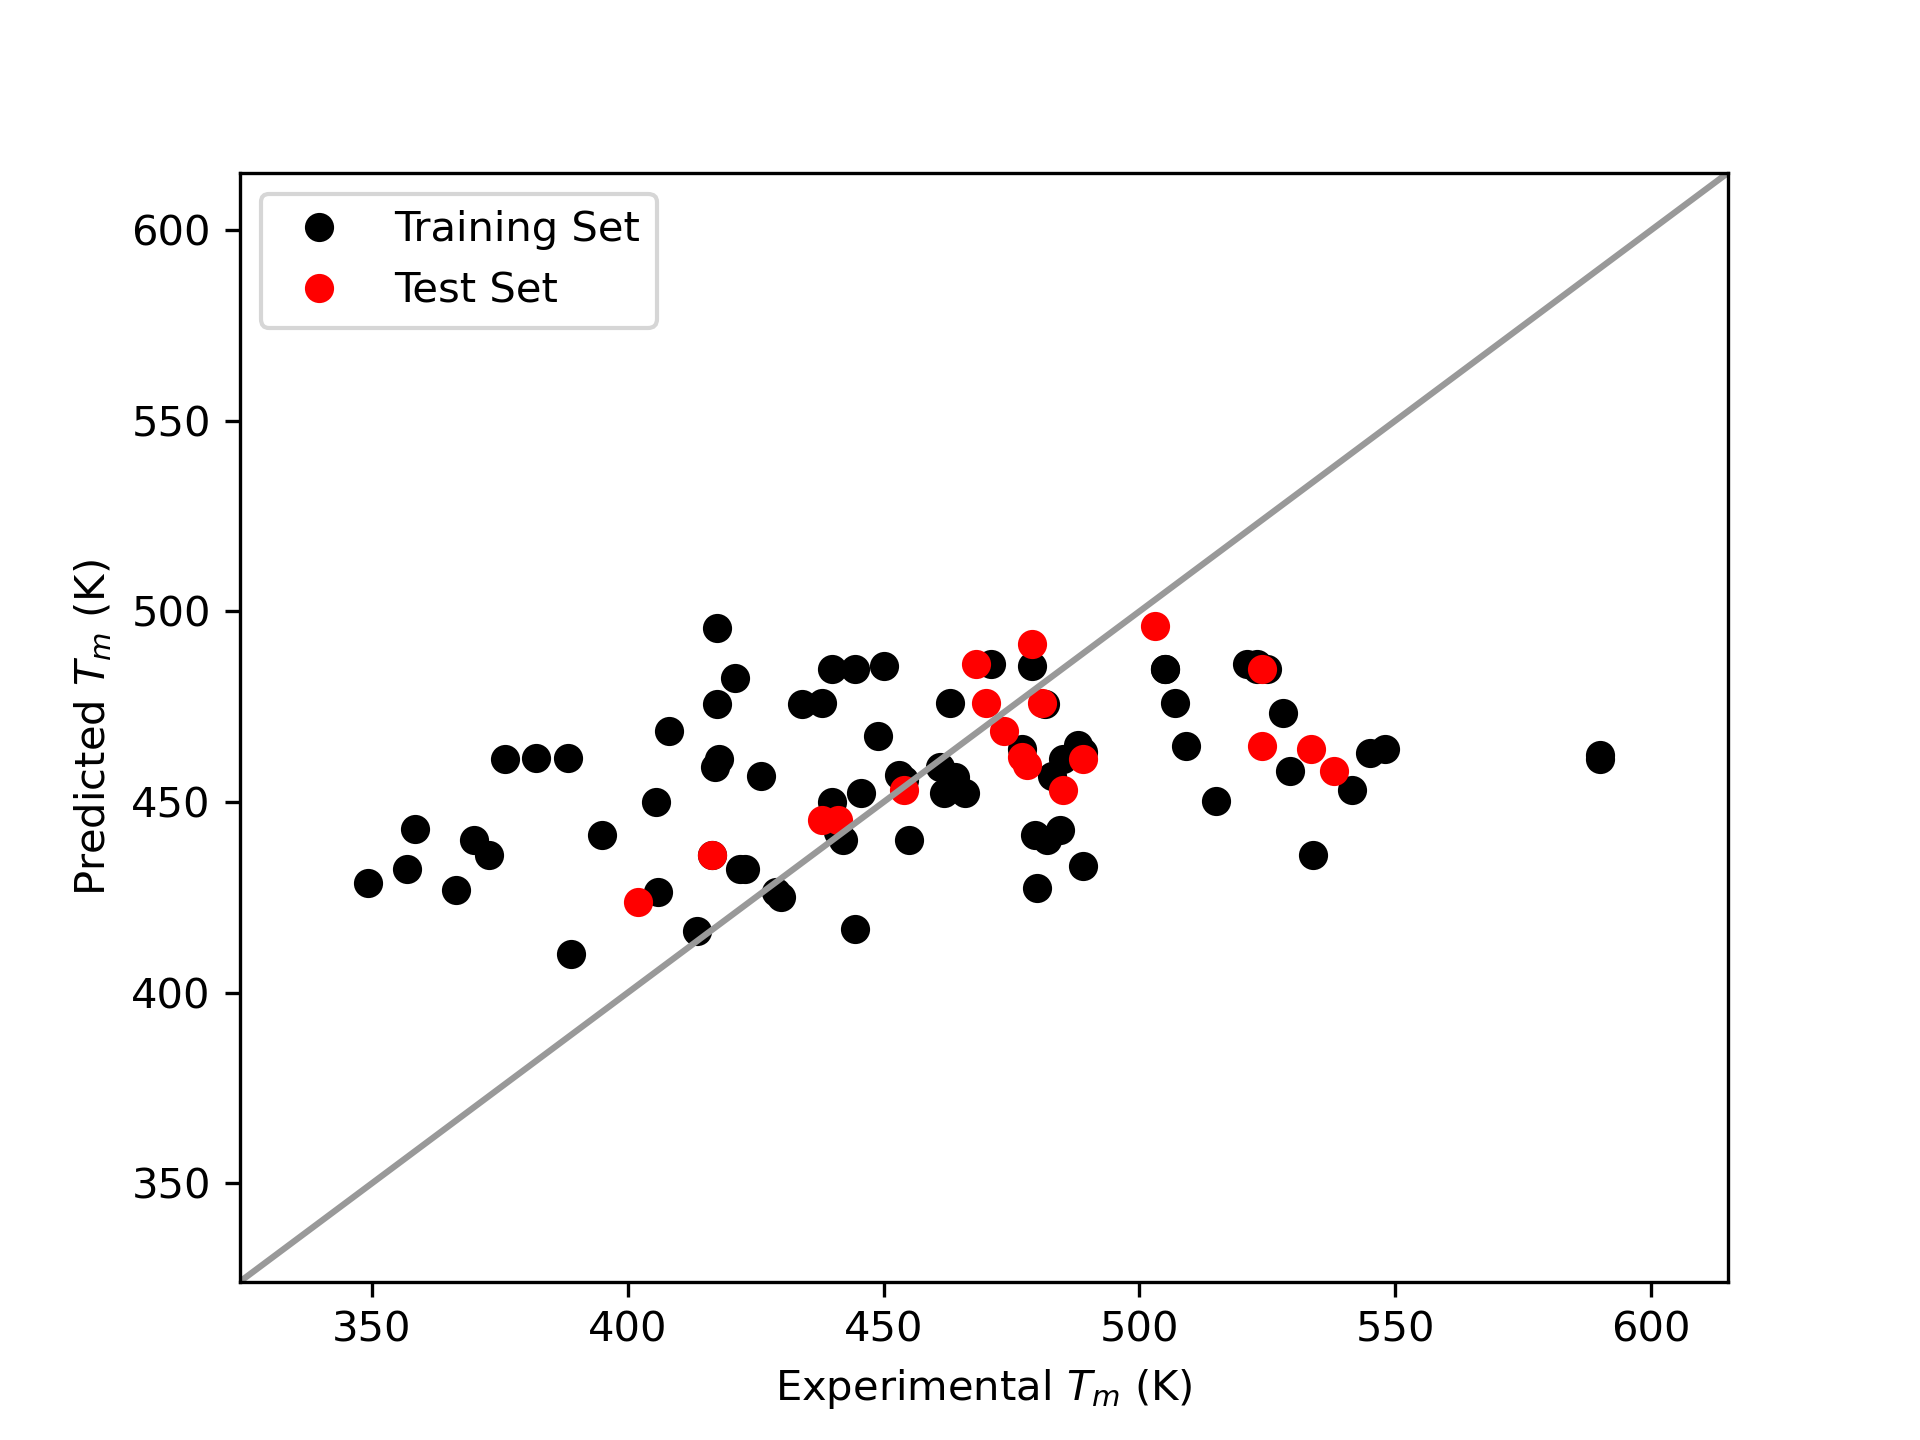 Training Set
Test Set
600
550
500
450
400
350
Predicted Tm (K)
350 400 450 500 550 600
Experimental Tm (K)